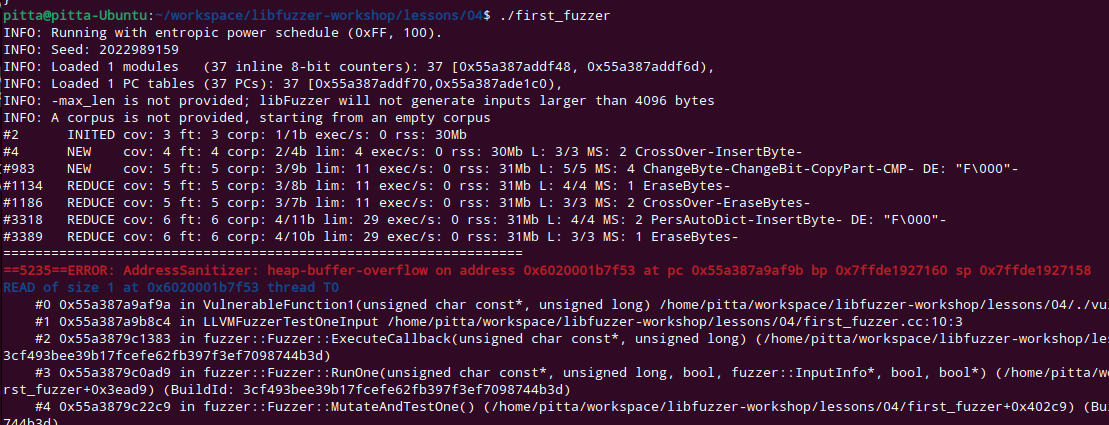 pitta@pitta-Ubuntu:~/workspace/libfuzzer-workshop/lessons/04$ ./first_fuzzer
INFO: Running with entropic power schedule (0xFF, 100).
INFO: Seed: 2022989159
INFO: Loaded 1 modules   (37 inline 8-bit counters): 37 [0x55a387addf48, 0x55a387addf6d),
INFO: Loaded 1 PC tables (37 PCs): 37 [0x55a387addf70,0x55a387ade1c0),
INFO: -max_len is not provided; libFuzzer will not generate inputs larger than 4096 bytes
INFO: A corpus is not provided, starting from an empty corpus
#2      INITED cov: 3 ft: 3 corp: 1/1b exec/s: 0 rss: 30Mb
#4      NEW    cov: 4 ft: 4 corp: 2/4b lim: 4 exec/s: 0 rss: 30Mb L: 3/3 MS: 2 CrossOver-InsertByte-
#983    NEW    cov: 5 ft: 5 corp: 3/9b lim: 11 exec/s: 0 rss: 31Mb L: 5/5 MS: 4 ChangeByte-ChangeBit-CopyPart-CMP- DE: "F\000"-
#1134   REDUCE cov: 5 ft: 5 corp: 3/8b lim: 11 exec/s: 0 rss: 31Mb L: 4/4 MS: 1 EraseBytes-
#1186   REDUCE cov: 5 ft: 5 corp: 3/7b lim: 11 exec/s: 0 rss: 31Mb L: 3/3 MS: 2 CrossOver-EraseBytes-
#3318   REDUCE cov: 6 ft: 6 corp: 4/11b lim: 29 exec/s: 0 rss: 31Mb L: 4/4 MS: 2 PersAutoDict-InsertByte- DE: "F\000"-
#3389   REDUCE cov: 6 ft: 6 corp: 4/10b lim: 29 exec/s: 0 rss: 31Mb L: 3/3 MS: 1 EraseBytes-
=================================================================
==5235==ERROR: AddressSanitizer: heap-buffer-overflow on address 0x6020001b7f53 at pc 0x55a387a9af9b bp 0x7ffde1927160 sp 0x7ffde1927158
READ of size 1 at 0x6020001b7f53 thread T0
    #0 0x55a387a9af9a in VulnerableFunction1(unsigned char const*, unsigned long) /home/pitta/workspace/libfuzzer-workshop/lessons/04/./vu
    #1 0x55a387a9b8c4 in LLVMFuzzerTestOneInput /home/pitta/workspace/libfuzzer-workshop/lessons/04/first_fuzzer.cc:10:3
    #2 0x55a3879c1383 in fuzzer::Fuzzer::ExecuteCallback(unsigned char const*, unsigned long) (/home/pitta/workspace/libfuzzer-workshop/les
3cf493bee39b17fcefe62fb397f3ef7098744b3d)
    #3 0x55a3879c0ad9 in fuzzer::Fuzzer::RunOne(unsigned char const*, unsigned long, bool, fuzzer::InputInfo*, bool, bool*) (/home/pitta/wo
rst_fuzzer+0x3ead9) (BuildId: 3cf493bee39b17fcefe62fb397f3ef7098744b3d)
    #4 0x55a3879c22c9 in fuzzer::Fuzzer::MutateAndTestOne() (/home/pitta/workspace/libfuzzer-workshop/lessons/04/first_fuzzer+0x402c9) (Bu
744b3d)